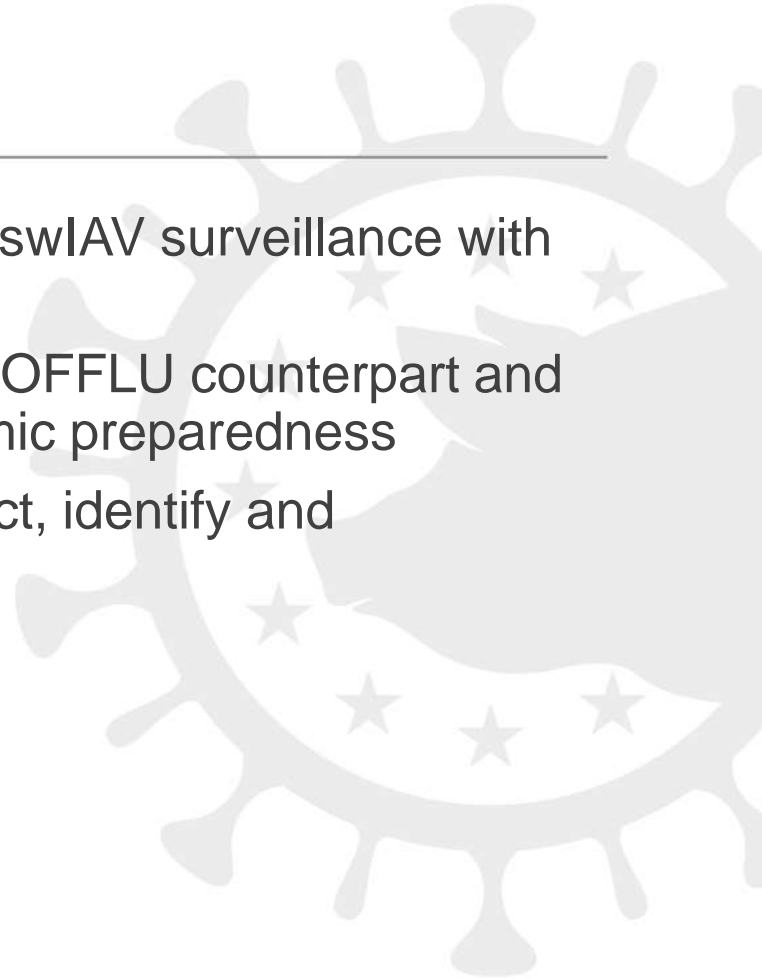 swIAV surveillance with
OFFLU counterpart and
nic preparedness
ct, identify and